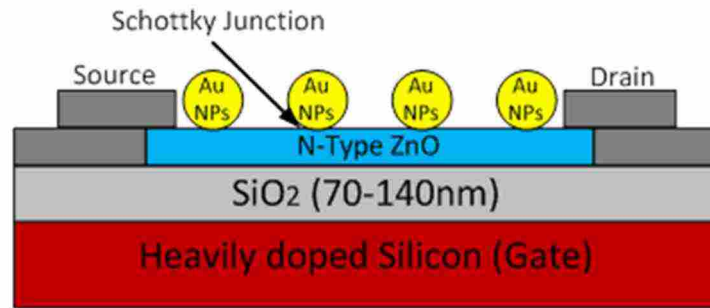 Schottky Junction
Source
Drain
Au
NPs
Au
NPs
Au
NPs
Au
NPs
N-Type ZnO
SiO2 (70-140nm)
Heavily doped Silicon (Gate)